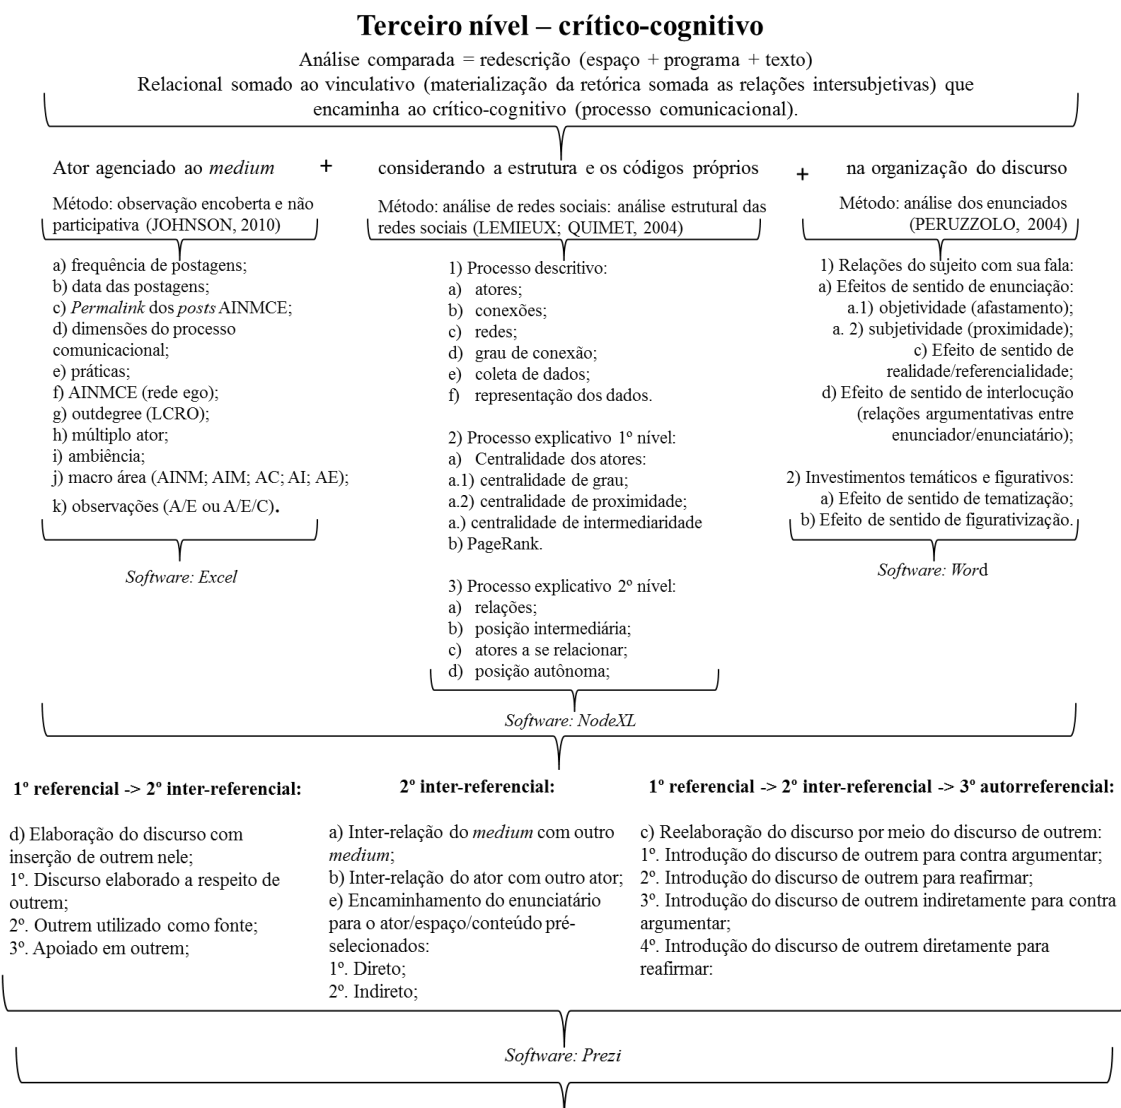 Terceiro nível – crítico-cognitivo
Análise comparada = redescrição (espaço + programa + texto)
Relacional somado ao vinculativo (materialização da retórica somada as relações intersubjetivas) que
encaminha ao crítico-cognitivo (processo comunicacional).
Ator agenciado ao medium
+
considerando a estrutura e os códigos próprios
+
na organização do discurso
Método: observação encoberta e não
participativa (JOHNSON, 2010)
a) frequência de postagens;
b) data das postagens;
c) Permalink dos posts AINMCE;
d) dimensões do processo
comunicacional;
e) práticas;
f) AINMCE (rede ego);
g) outdegree (LCRO);
h) múltiplo ator;
i) ambiência;
j) macro área (AINM; AIM; AC; AI; AE);
k) observações (A/E ou A/E/C).
Software: Excel
Método: análise de redes sociais: análise estrutural das
redes sociais (LEMIEUX; QUIMET, 2004)
1) Processo descritivo:
a) atores;
b) conexões;
c) redes;
d) grau de conexão;
e) coleta de dados;
f) representação dos dados.
2) Processo explicativo 1º nível:
a) Centralidade dos atores:
a.1) centralidade de grau;
a.2) centralidade de proximidade;
a.) centralidade de intermediaridade
b) PageRank.
3) Processo explicativo 2º nível:
a) relações;
b) posição intermediária;
c) atores a se relacionar;
d) posição autônoma;
Software: NodeXL
Método: análise dos enunciados
(PERUZZOLO, 2004)
1) Relações do sujeito com sua fala:
a) Efeitos de sentido de enunciação:
a.1) objetividade (afastamento);
a. 2) subjetividade (proximidade);
c) Efeito de sentido de
realidade/referencialidade;
d) Efeito de sentido de interlocução
(relações argumentativas entre
enunciador/enunciatário);
2) Investimentos temáticos e figurativos:
a) Efeito de sentido de tematização;
b) Efeito de sentido de figurativização.
Software: Word
1º referencial -> 2º inter-referencial:
d) Elaboração do discurso com
inserção de outrem nele;
1º. Discurso elaborado a respeito de
outrem;
2º. Outrem utilizado como fonte;
3º. Apoiado em outrem;
2º inter-referencial:
a) Inter-relação do medium com outro
medium;
b) Inter-relação do ator com outro ator;
e) Encaminhamento do enunciatário
para o ator/espaço/conteúdo pré-
selecionados:
1º. Direto;
2º. Indireto;
1º referencial -> 2º inter-referencial -> 3º autorreferencial:
c) Reelaboração do discurso por meio do discurso de outrem:
1º. Introdução do discurso de outrem para contra argumentar;
2º. Introdução do discurso de outrem para reafirmar;
3º. Introdução do discurso de outrem indiretamente para contra
argumentar;
4º. Introdução do discurso de outrem diretamente para
reafirmar:
Software: Prezi